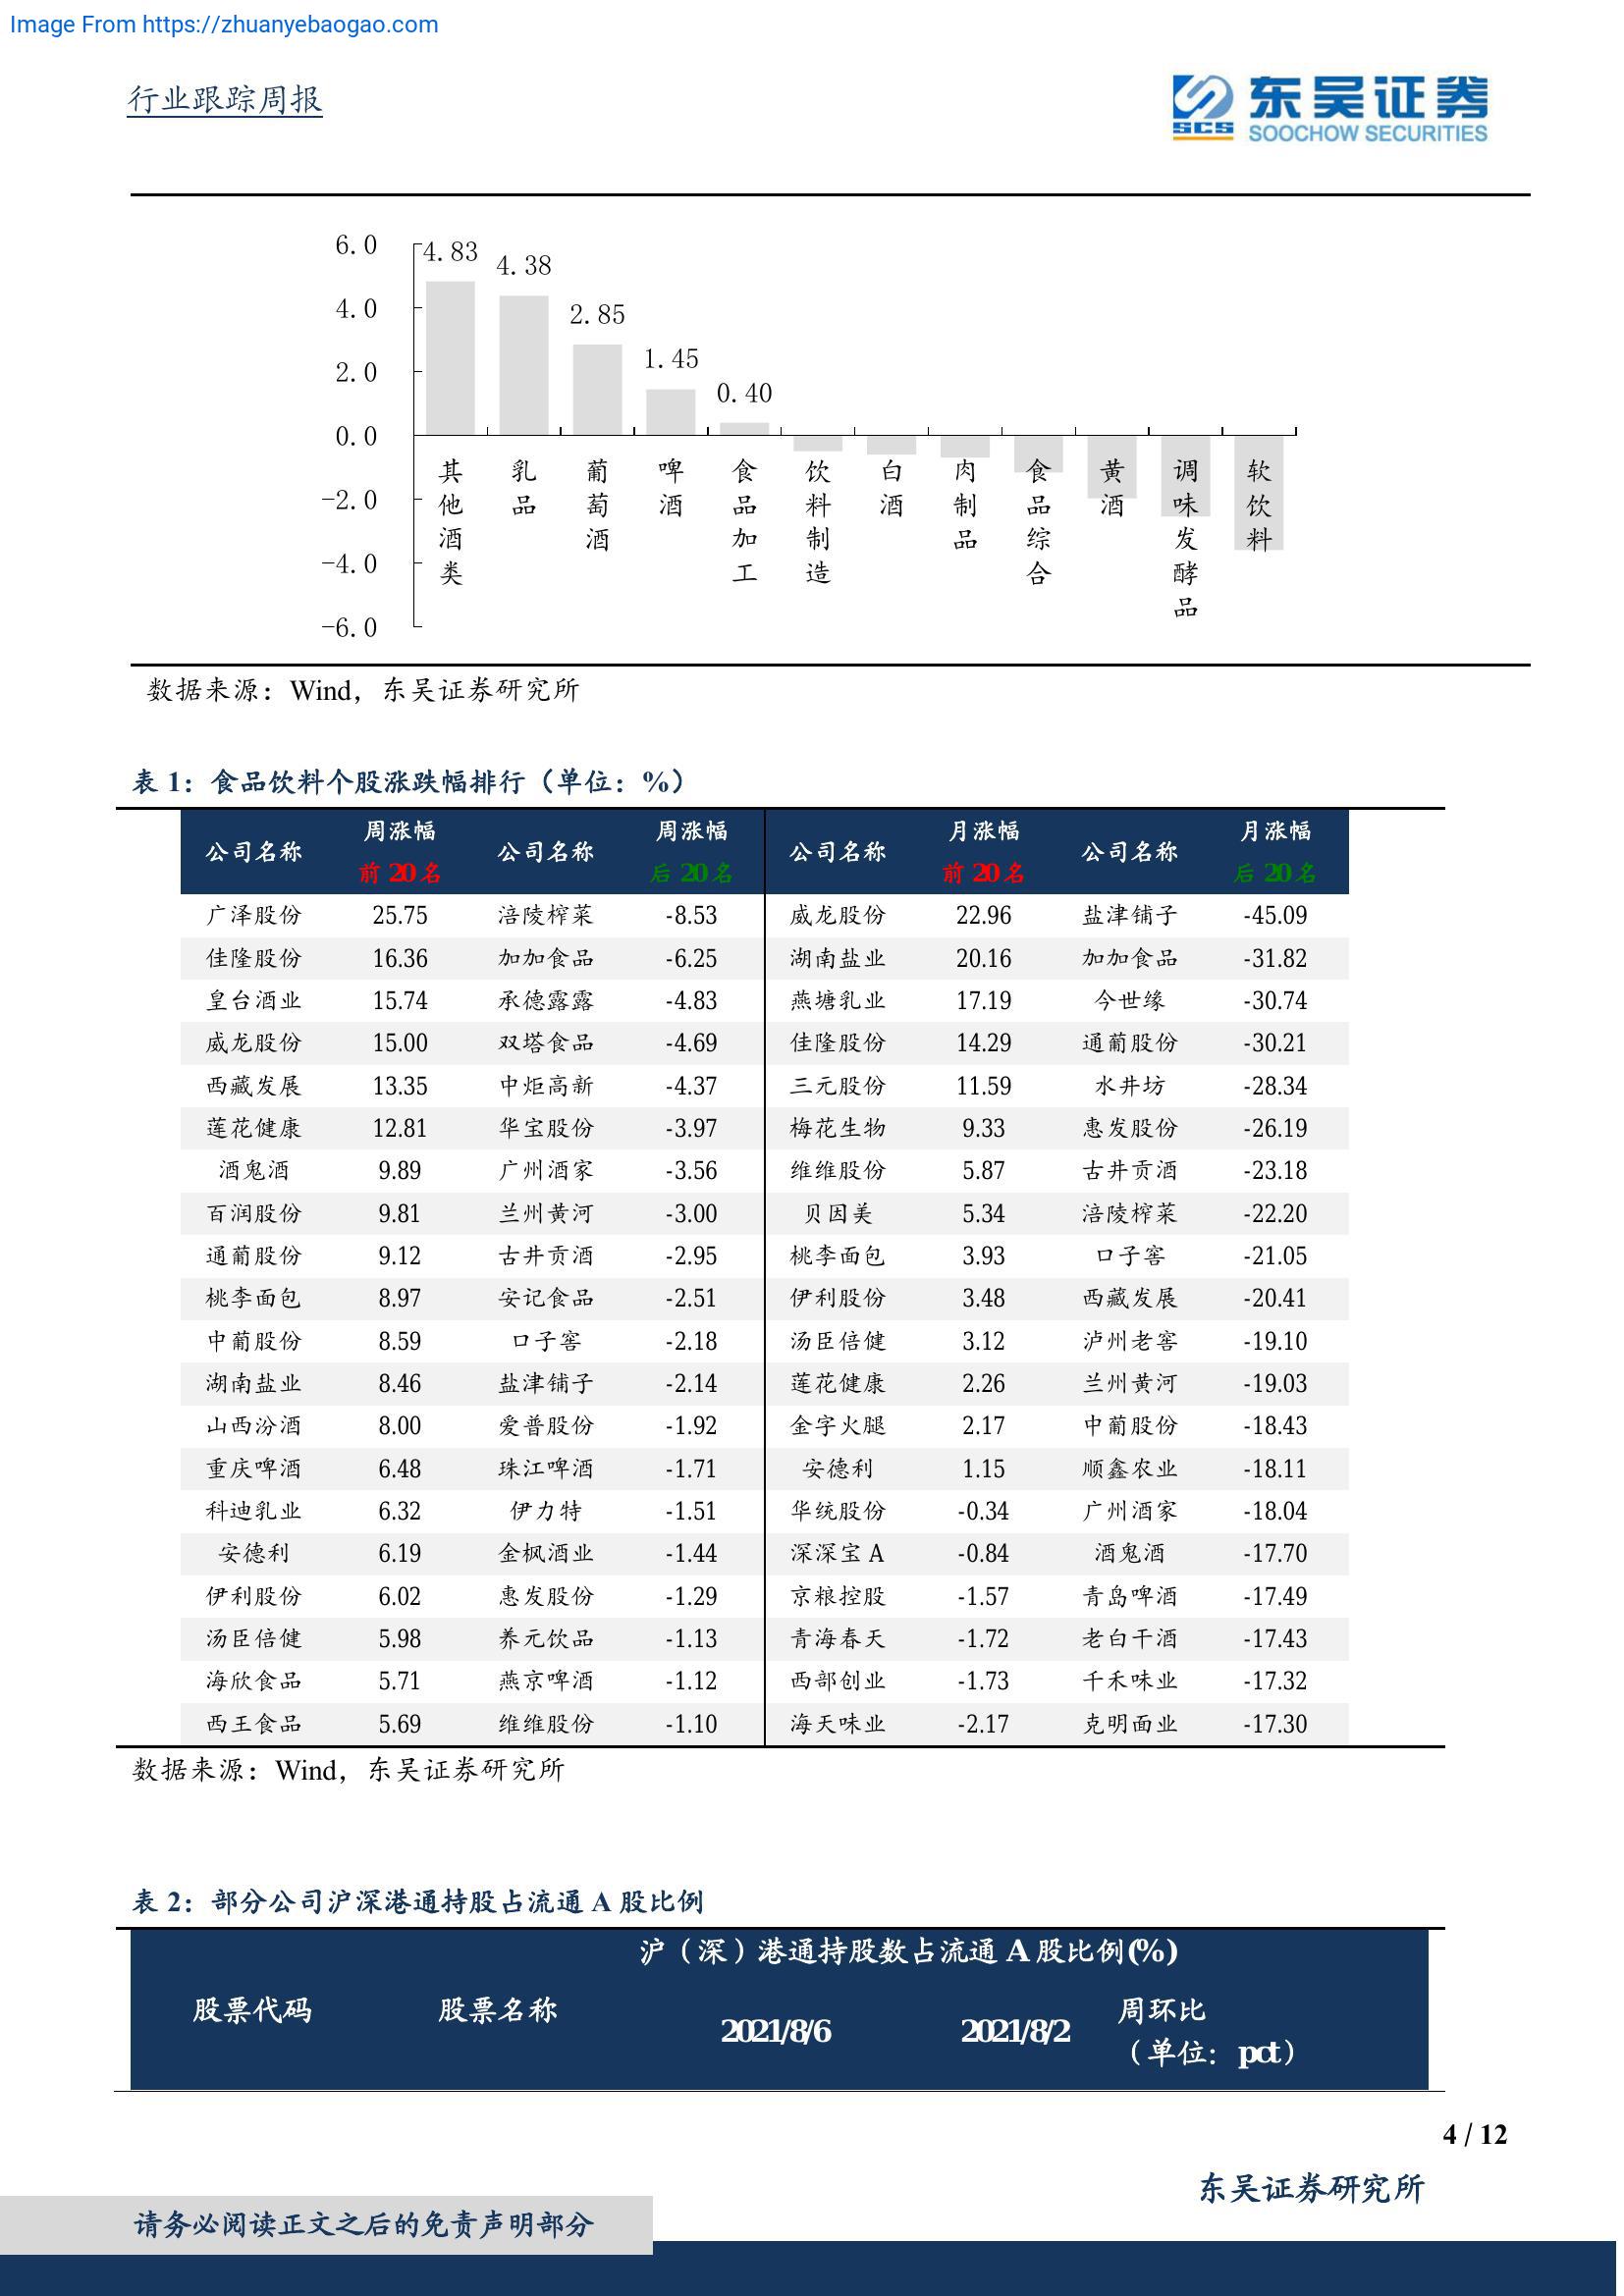 Image From https://zhuanyebaogao.com
行业跟踪周报
东吴证券
SCS
SOOCHOW SECURITIES
6.0
4.0
2.0
0.0
-2.0
-4.0
-6.0
4.83
4.38
2.85
1.45
0.40
其他酒类
乳品
葡萄酒
啤酒
食品加工
饮料制造
白酒
肉制品
食品综合
黄酒
调味发酵品
软饮料
数据来源：Wind，东吴证券研究所
表 1：食品饮料个股涨跌幅排行（单位：%）
公司名称 周涨幅 前20名 公司名称 周涨幅 后20名 公司名称 月涨幅 前20名 公司名称 月涨幅 后20名
广泽股份 25.75 涪陵榨菜 -8.53 威龙股份 22.96 盐津铺子 -45.09
佳隆股份 16.36 加加食品 -6.25 湖南盐业 20.16 加加食品 -31.82
皇台酒业 15.74 承德露露 -4.83 燕塘乳业 17.19 今世缘 -30.74
威龙股份 15.00 双塔食品 -4.69 佳隆股份 14.29 通葡股份 -30.21
西藏发展 13.35 中炬高新 -4.37 三元股份 11.59 水井坊 -28.34
莲花健康 12.81 华宝股份 -3.97 梅花生物 9.33 惠发股份 -26.19
酒鬼酒 9.89 广州酒家 -3.56 维维股份 5.87 古井贡酒 -23.18
百润股份 9.81 兰州黄河 -3.00 贝因美 5.34 涪陵榨菜 -22.20
通葡股份 9.12 古井贡酒 -2.95 桃李面包 3.93 口子窖 -21.05
桃李面包 8.97 安记食品 -2.51 伊利股份 3.48 西藏发展 -20.41
中葡股份 8.59 口子窖 -2.18 汤臣倍健 3.12 泸州老窖 -19.10
湖南盐业 8.46 盐津铺子 -2.14 莲花健康 2.26 兰州黄河 -19.03
山西汾酒 8.00 爱普股份 -1.92 金字火腿 2.17 中葡股份 -18.43
重庆啤酒 6.48 珠江啤酒 -1.71 安德利 1.15 顺鑫农业 -18.11
科迪乳业 6.32 伊力特 -1.51 华统股份 -0.34 广州酒家 -18.04
安德利 6.19 金枫酒业 -1.44 深深宝 A -0.84 酒鬼酒 -17.70
伊利股份 6.02 惠发股份 -1.29 京粮控股 -1.57 青岛啤酒 -17.49
汤臣倍健 5.98 养元饮品 -1.13 青海春天 -1.72 老白干酒 -17.43
海欣食品 5.71 燕京啤酒 -1.12 西部创业 -1.73 千禾味业 -17.32
西王食品 5.69 维维股份 -1.10 海天味业 -2.17 克明面业 -17.30
数据来源：Wind，东吴证券研究所
表 2：部分公司沪深港通持股占流通 A 股比例
沪（深）港通持股数占流通 A 股比例(%)
股票代码 股票名称 2021/8/6 2021/8/2 周环比
（单位：pct）
4 / 12
东吴证券研究所
请务必阅读正文之后的免责声明部分